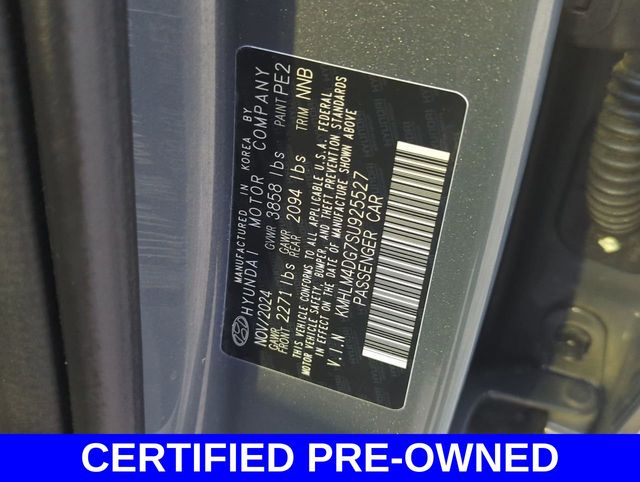 MANUFACTURED IN KOREA BY
HYUNDAI MOTOR COMPANY
NOV/2024 GVWR 3858 lbs PAINT PE2
GAWR FRONT 2271 lbs GAWR REAR 2094 lbs TRIM NNB
THIS VEHICLE CONFORMS TO ALL APPLICABLE U.S.A. FEDERAL
MOTOR VEHICLE SAFETY, BUMPER, AND THEFT PREVENTION STANDARDS
IN EFFECT ON THE DATE OF MANUFACTURE SHOWN ABOVE
V.I.N KMHLM4DG7SU925527
PASSENGER CAR
CERTIFIED PRE-OWNED